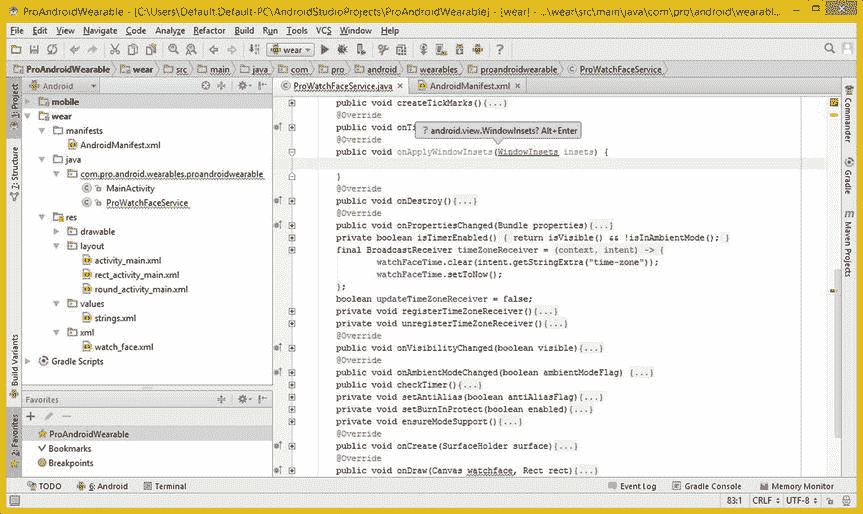 ProAndroidWearable - [C:\Users\Default.Default-PC\AndroidStudioProjects\ProAndroidWearable] - [wear] - ...\wear\src\main\java\com\pro\android\wearabl...
File Edit View Navigate Code Analyze Refactor Build Run Tools VCS Window Help
wear
ProAndroidWearable wear src main java com pro android wearables proandroidwearable ProWatchFaceService
1: Project
7: Structure
Build Variants
2: Favorites
Android
mobile
wear
manifests
AndroidManifest.xml
java
com.pro.android.wearables.proandroidwearable
MainActivity
ProWatchFaceService
res
drawable
layout
activity_main.xml
rect_activity_main.xml
round_activity_main.xml
values
strings.xml
xml
watch_face.xml
Gradle Scripts
Favorites
ProAndroidWearable
Bookmarks
Breakpoints
ProWatchFaceService.java AndroidManifest.xml
public void createTickMarks(){...}
@Override
public void onTi
? android.view.WindowInsets? Alt+Enter
@Override
public void onApplyWindowInsets(WindowInsets insets) {
}
@Override
public void onDestroy(){...}
@Override
public void onPropertiesChanged(Bundle properties){...}
private boolean isTimerEnabled() { return isVisible() && !isInAmbientMode(); }
final BroadcastReceiver timeZoneReceiver = (context, intent) -> {
watchFaceTime.clear(intent.getStringExtra("time-zone"));
watchFaceTime.setToNow();
};
boolean updateTimeZoneReceiver = false;
private void registerTimeZoneReceiver(){...}
private void unregisterTimeZoneReceiver(){...}
@Override
public void onVisibilityChanged(boolean visible){...}
@Override
public void onAmbientModeChanged(boolean ambientModeFlag) {...}
public void checkTimer(){...}
private void setAntiAlias(boolean antiAliasFlag){...}
private void setBurnInProtect(boolean enabled){...}
private void ensureModeSupport(){...}
@Override
public void onCreate(SurfaceHolder surface){...}
@Override
public void onDraw(Canvas watchface, Rect rect){...}
Commander
Gradle
Maven Projects
TODO 6: Android Terminal Event Log Gradle Console Memory Monitor
83:1 CRLF UTF-8